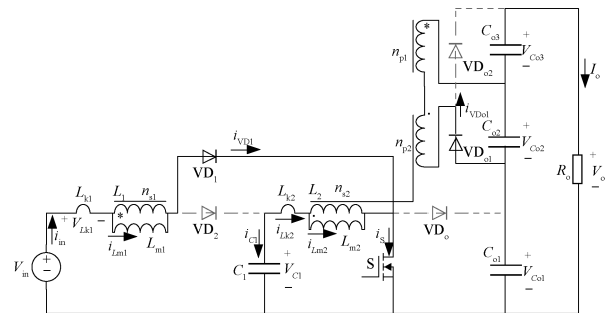 *
n_p1
VD_o2
C_o3
+
V_Co3
−
I_o
i_VDo1
i_VD1
VD_1
n_p2
VD_o1
C_o2
+
V_Co2
−
R_o
+
V_o
−
L_k1
L_1
n_s1
L_k2
L_2
n_s2
+
V_Lk1
−
*
i_in
i_Lm1
L_m1
VD_2
i_C1
i_Lk2
i_Lm2
L_m2
i_S
VD_o
V_in
+
−
C_1
+
V_C1
−
S
C_o1
+
V_Co1
−